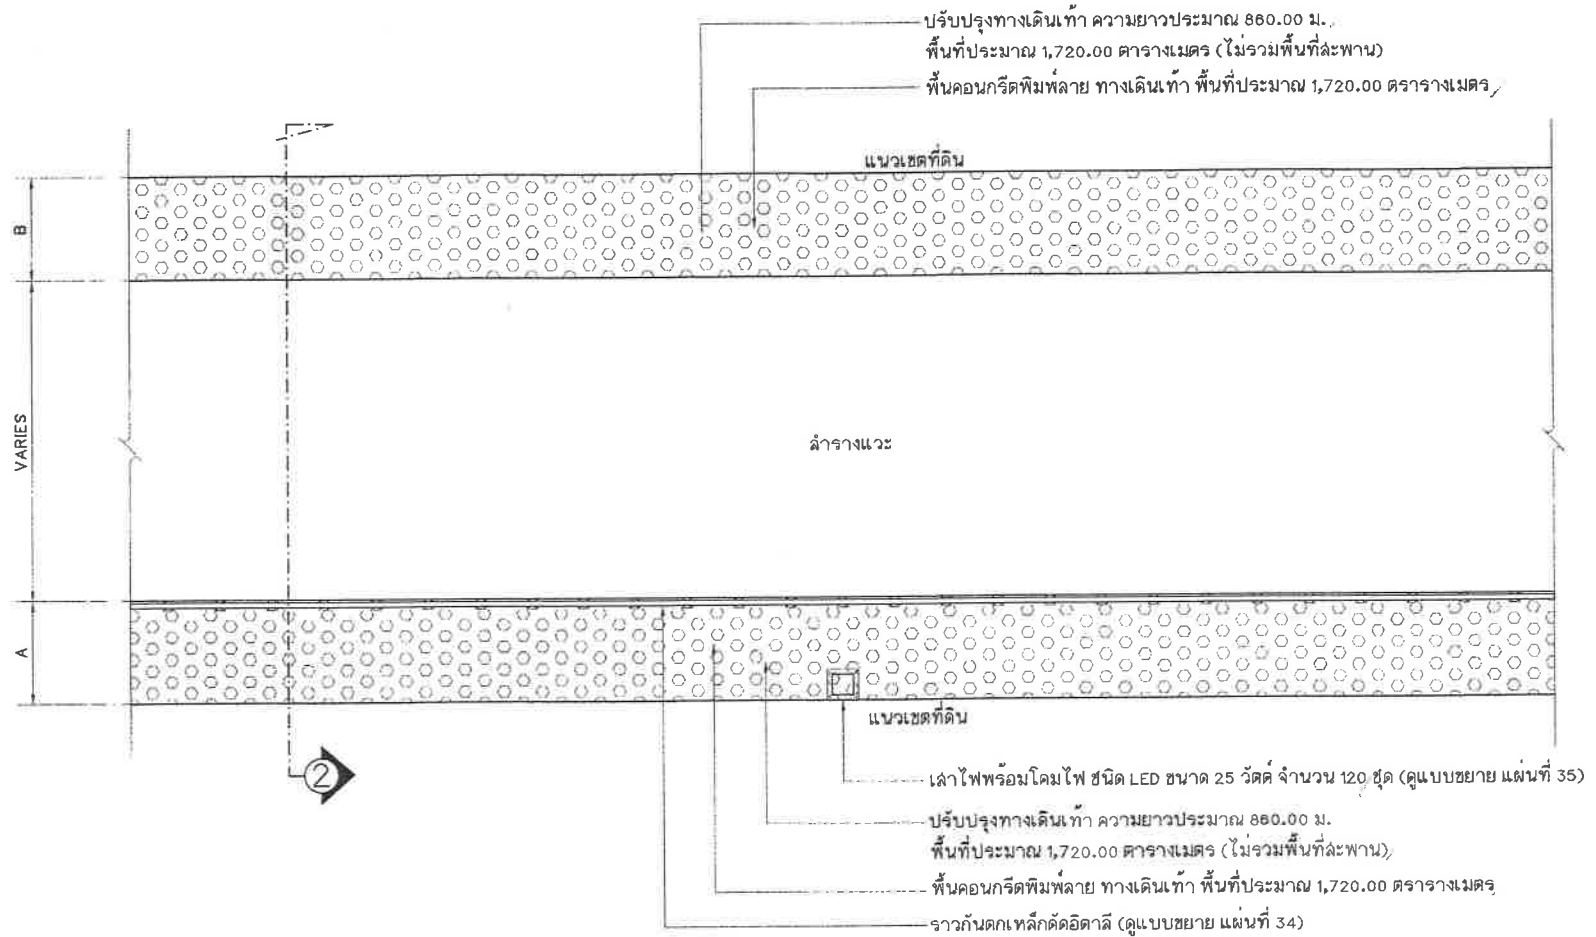 ปรับปรุงทางเดินเท้า ความยาวประมาณ 860.00 ม.
พื้นที่ประมาณ 1,720.00 ตารางเมตร (ไม่รวมพื้นที่สะพาน)
พื้นคอนกรีตพิมพ์ลาย ทางเดินเท้า พื้นที่ประมาณ 1,720.00 ตรารางเมตร
แนวเขตที่ดิน
B
VARIES
ลำรางแวะ
A
แนวเขตที่ดิน
2
เสาไฟพร้อมโคมไฟ ชนิด LED ขนาด 25 วัตต์ จำนวน 120 ชุด (ดูแบบขยาย แผ่นที่ 35)
ปรับปรุงทางเดินเท้า ความยาวประมาณ 860.00 ม.
พื้นที่ประมาณ 1,720.00 ตารางเมตร (ไม่รวมพื้นที่สะพาน)
พื้นคอนกรีตพิมพ์ลาย ทางเดินเท้า พื้นที่ประมาณ 1,720.00 ตรารางเมตร
ราวกันตกเหล็กดัดอิตาลี (ดูแบบขยาย แผ่นที่ 34)